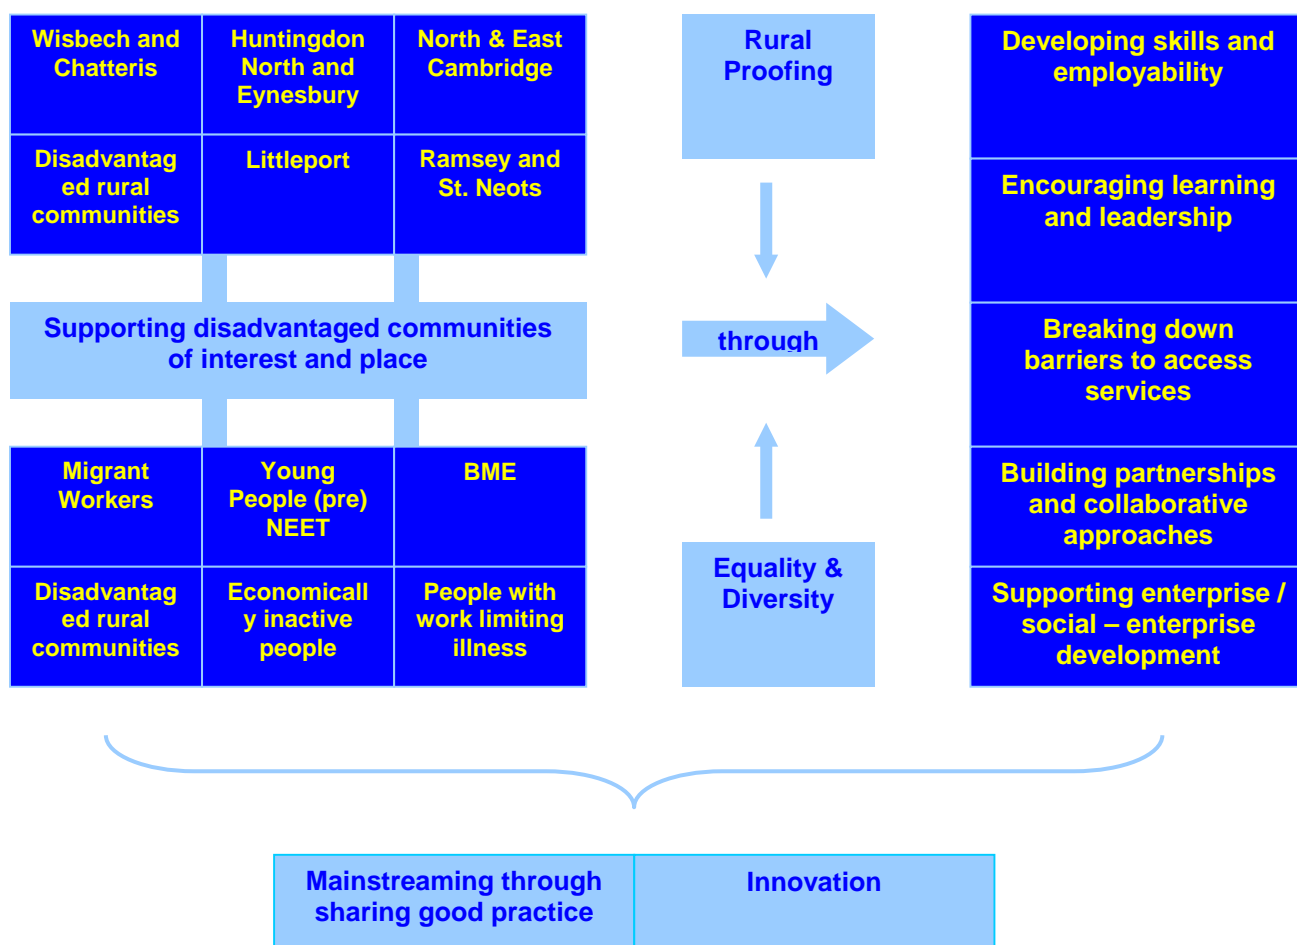 Wisbech and
Chatteris
Huntingdon
North and
Eynesbury
North & East
Cambridge
Disadvantag
ed rural
communities
Littleport
Ramsey and
St. Neots
Supporting disadvantaged communities
of interest and place
Migrant
Workers
Young
People (pre)
NEET
BME
Disadvantag
ed rural
communities
Economicall
y inactive
people
People with
work limiting
illness
Rural
Proofing
through
Equality &
Diversity
Developing skills and
employability
Encouraging learning
and leadership
Breaking down
barriers to access
services
Building partnerships
and collaborative
approaches
Supporting enterprise /
social – enterprise
development
Mainstreaming through
sharing good practice
Innovation